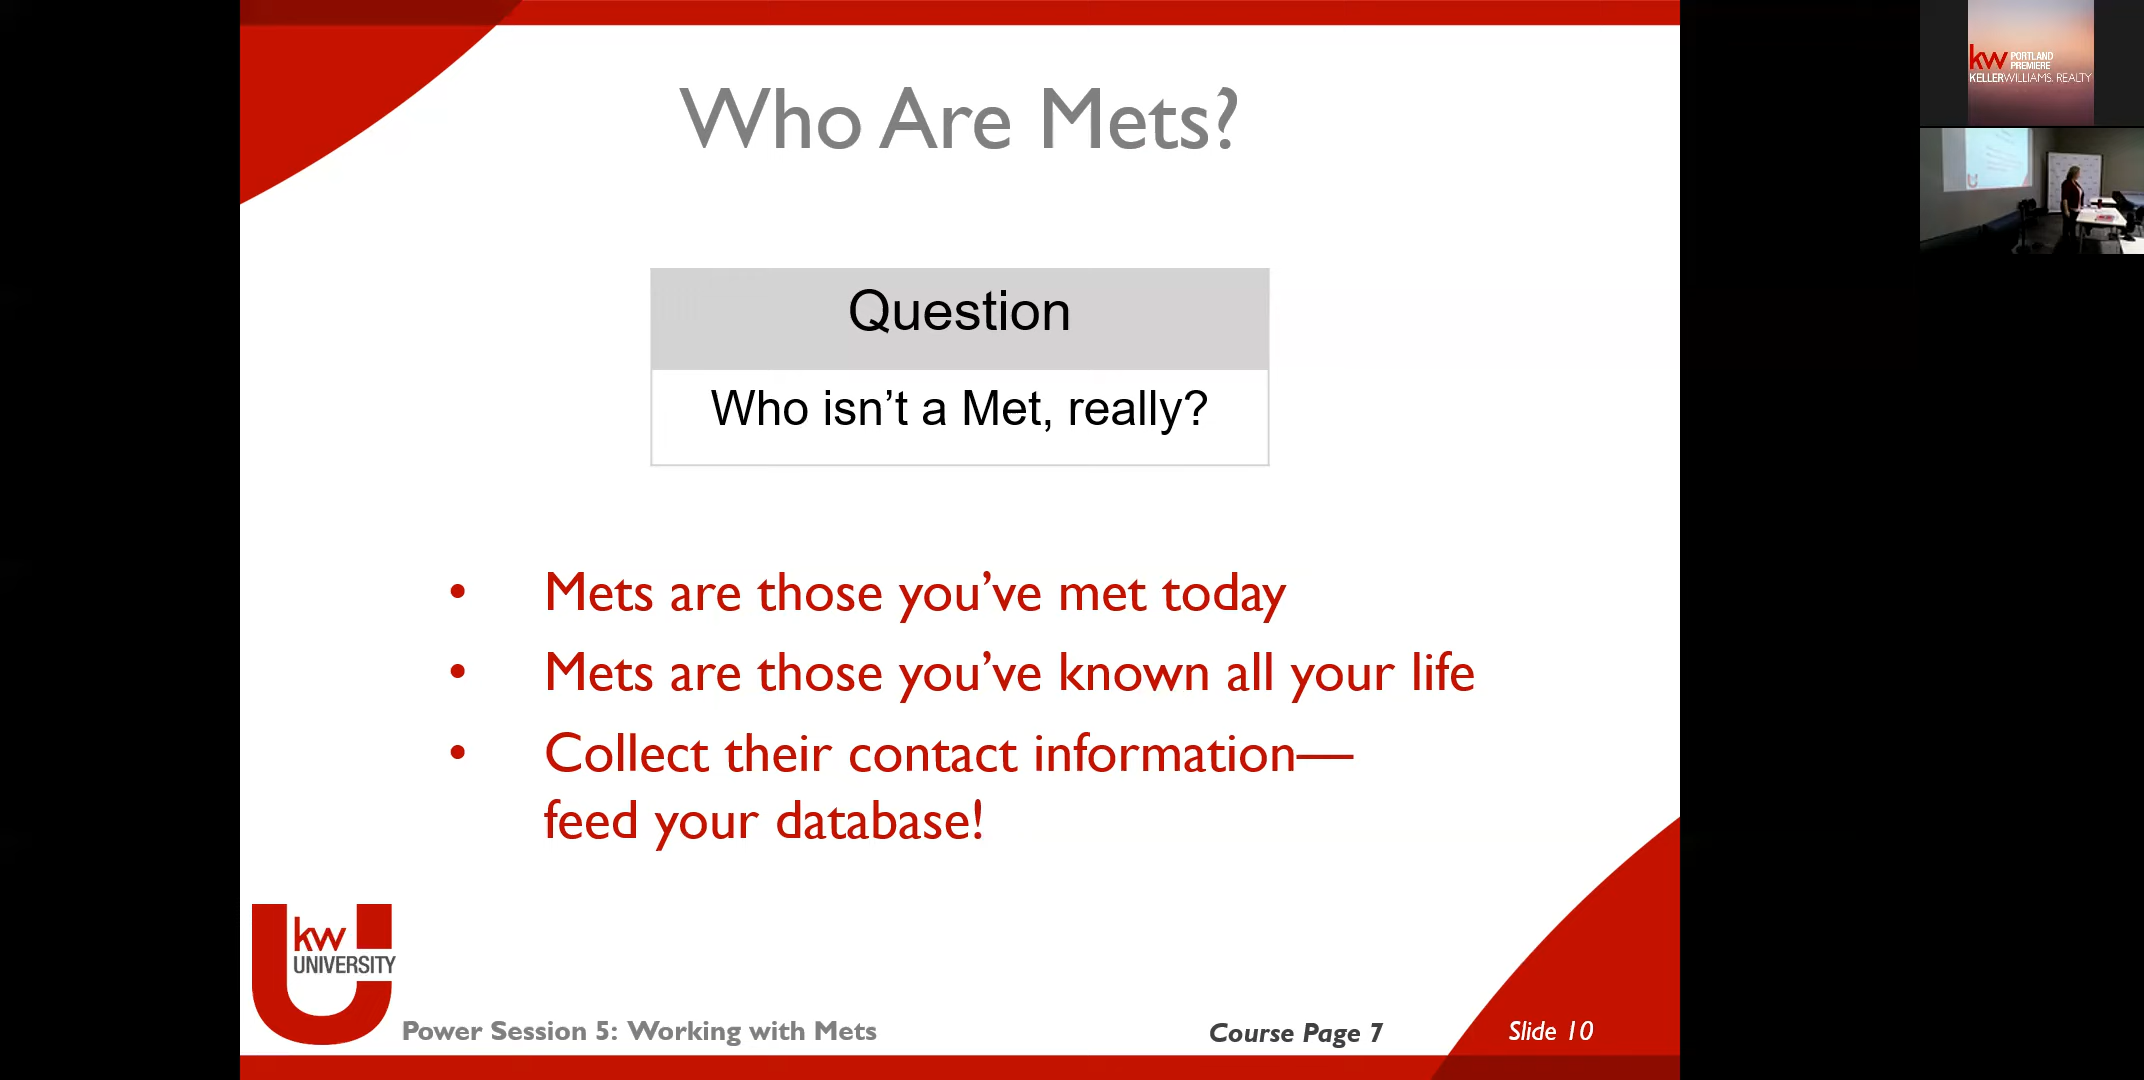 Who Are Mets?
Question
Who isn’t a Met, really?
• Mets are those you’ve met today
• Mets are those you’ve known all your life
• Collect their contact information—
feed your database!
kw
UNIVERSITY
Power Session 5: Working with Mets
Course Page 7
Slide 10
kw PORTLAND
PREMIERE
KELLERWILLIAMS. REALTY